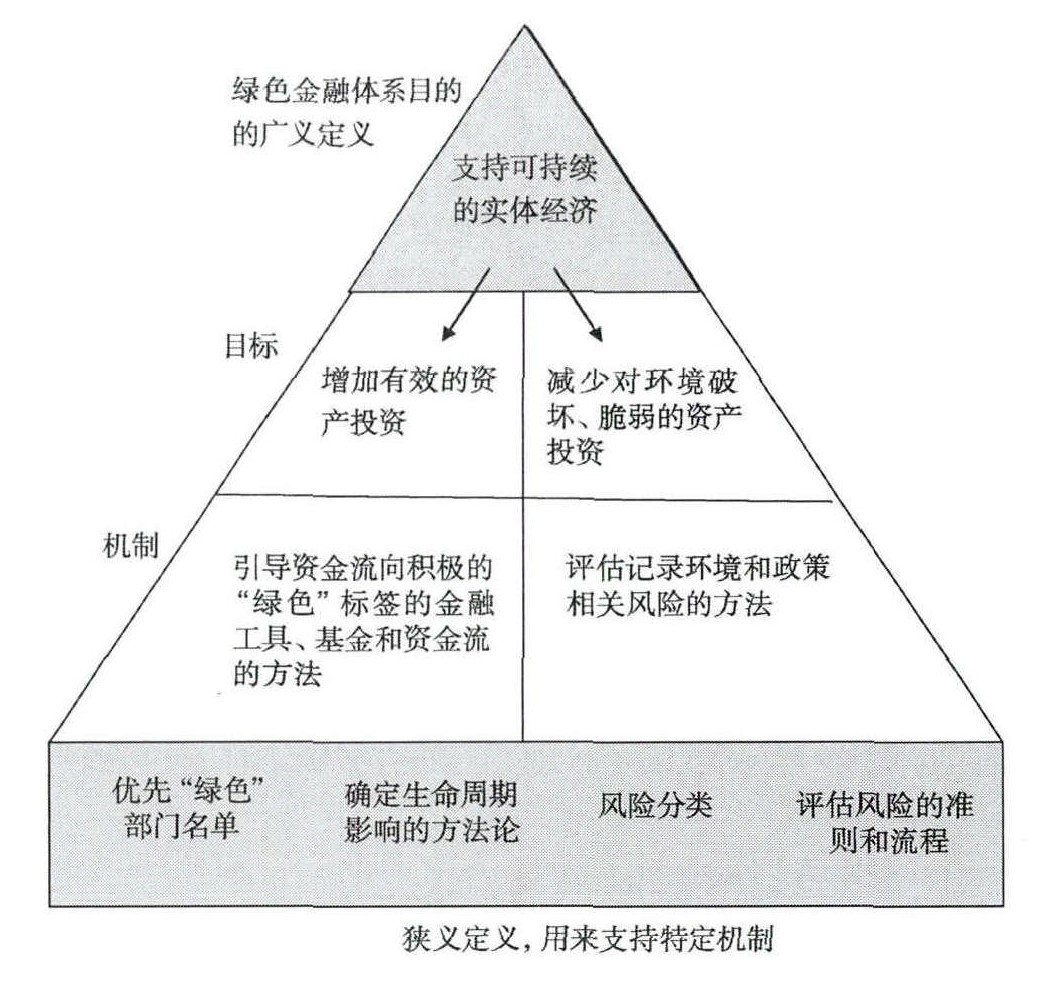 绿色金融体系目的
的广义定义
支持可持续
的实体经济
目标
增加有效的资
产投资
减少对环境破
坏、脆弱的资产
投资
机制
引导资金流向积极的
“绿色”标签的金融
工具、基金和资金流
的方法
评估记录环境和政策
相关风险的方法
优先“绿色”
部门名单
确定生命周期
影响的方法论
风险分类
评估风险的准
则和流程
狭义定义,用来支持特定机制